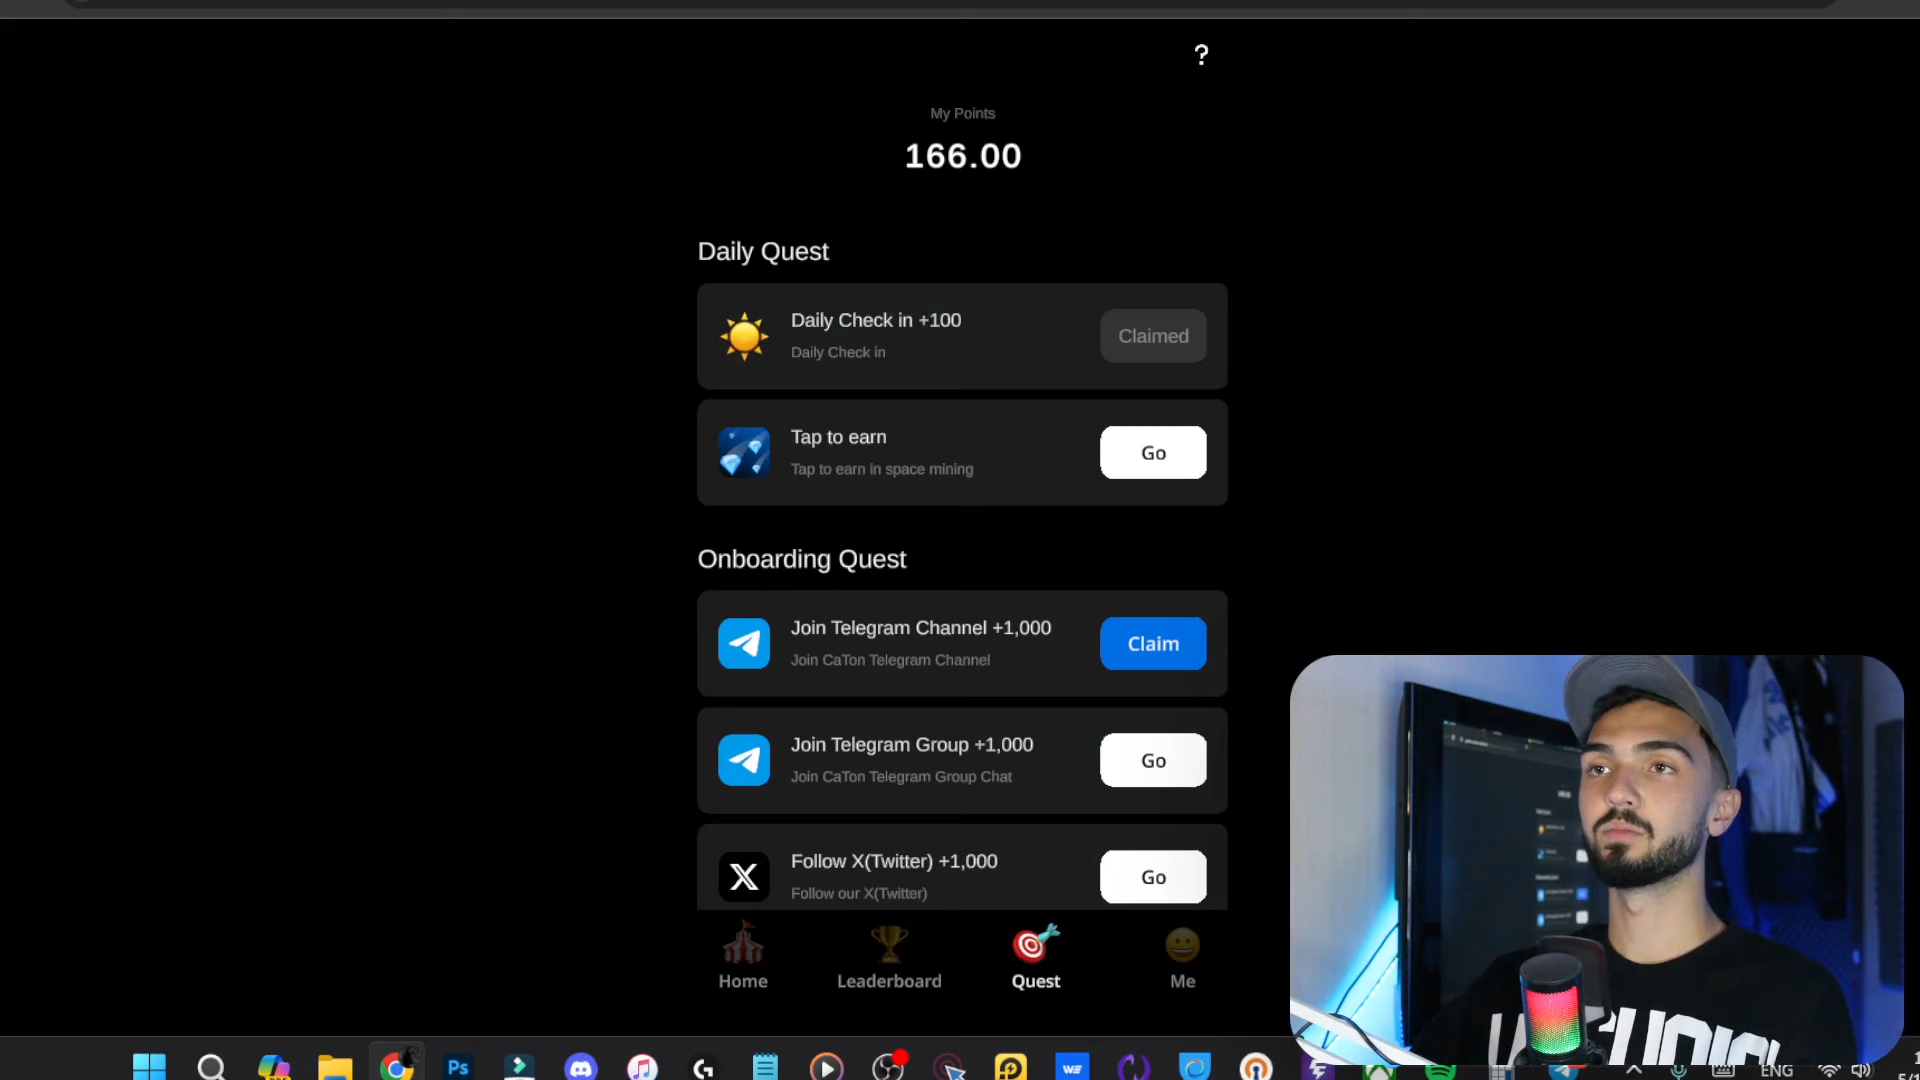 ?
My Points
166.00
Daily Quest
Daily Check in +100
Daily Check in
Claimed
Tap to earn
Tap to earn in space mining
Go
Onboarding Quest
Join Telegram Channel +1,000
Join CaTon Telegram Channel
Claim
Join Telegram Group +1,000
Join CaTon Telegram Group Chat
Go
Follow X(Twitter) +1,000
Follow our X(Twitter)
Go
Home
Leaderboard
Quest
Me
Ps
WE
ENG